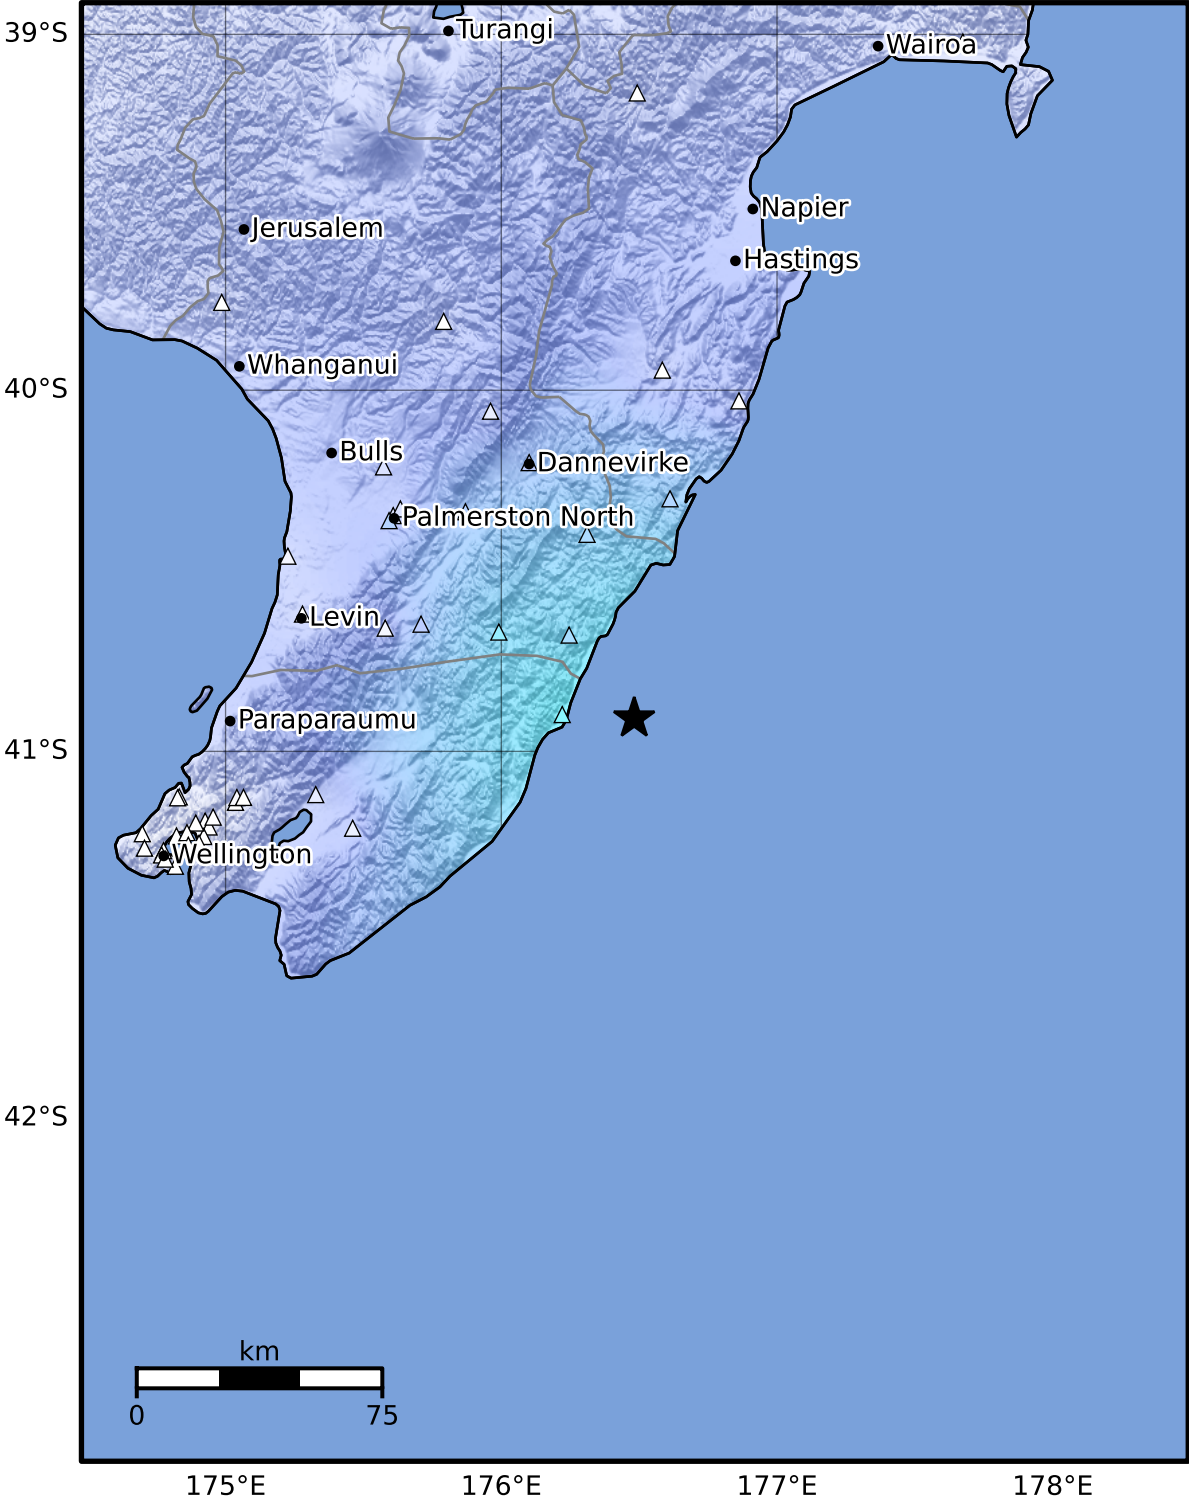 39°S
Turangi
Wairoa
Napier
Jerusalem
Hastings
Whanganui
40°S
Bulls
Dannevirke
Palmerston North
Levin
Paraparaumu
41°S
Wellington
42°S
km
0
75
175°E
176°E
177°E
178°E